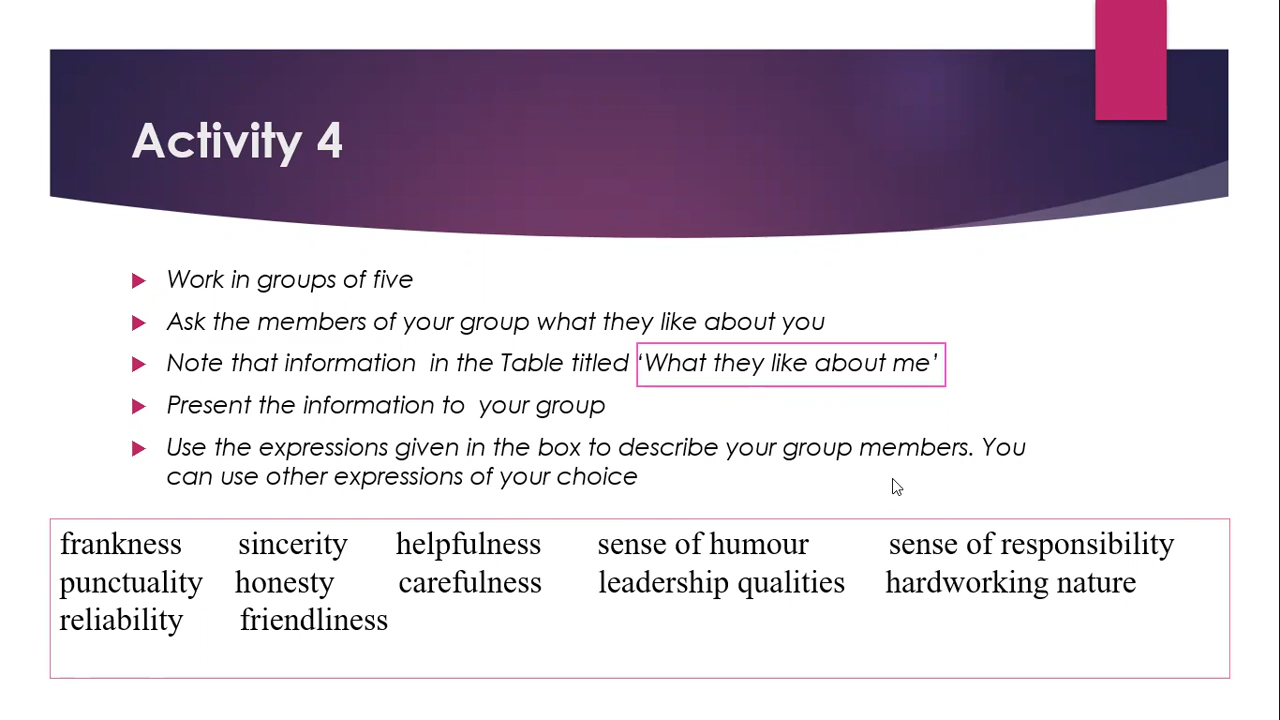 Activity 4
Work in groups of five
Ask the members of your group what they like about you
Note that information in the Table titled ‘What they like about me’
Present the information to your group
Use the expressions given in the box to describe your group members. You
can use other expressions of your choice
frankness sincerity helpfulness sense of humour sense of responsibility
punctuality honesty carefulness leadership qualities hardworking nature
reliability friendliness